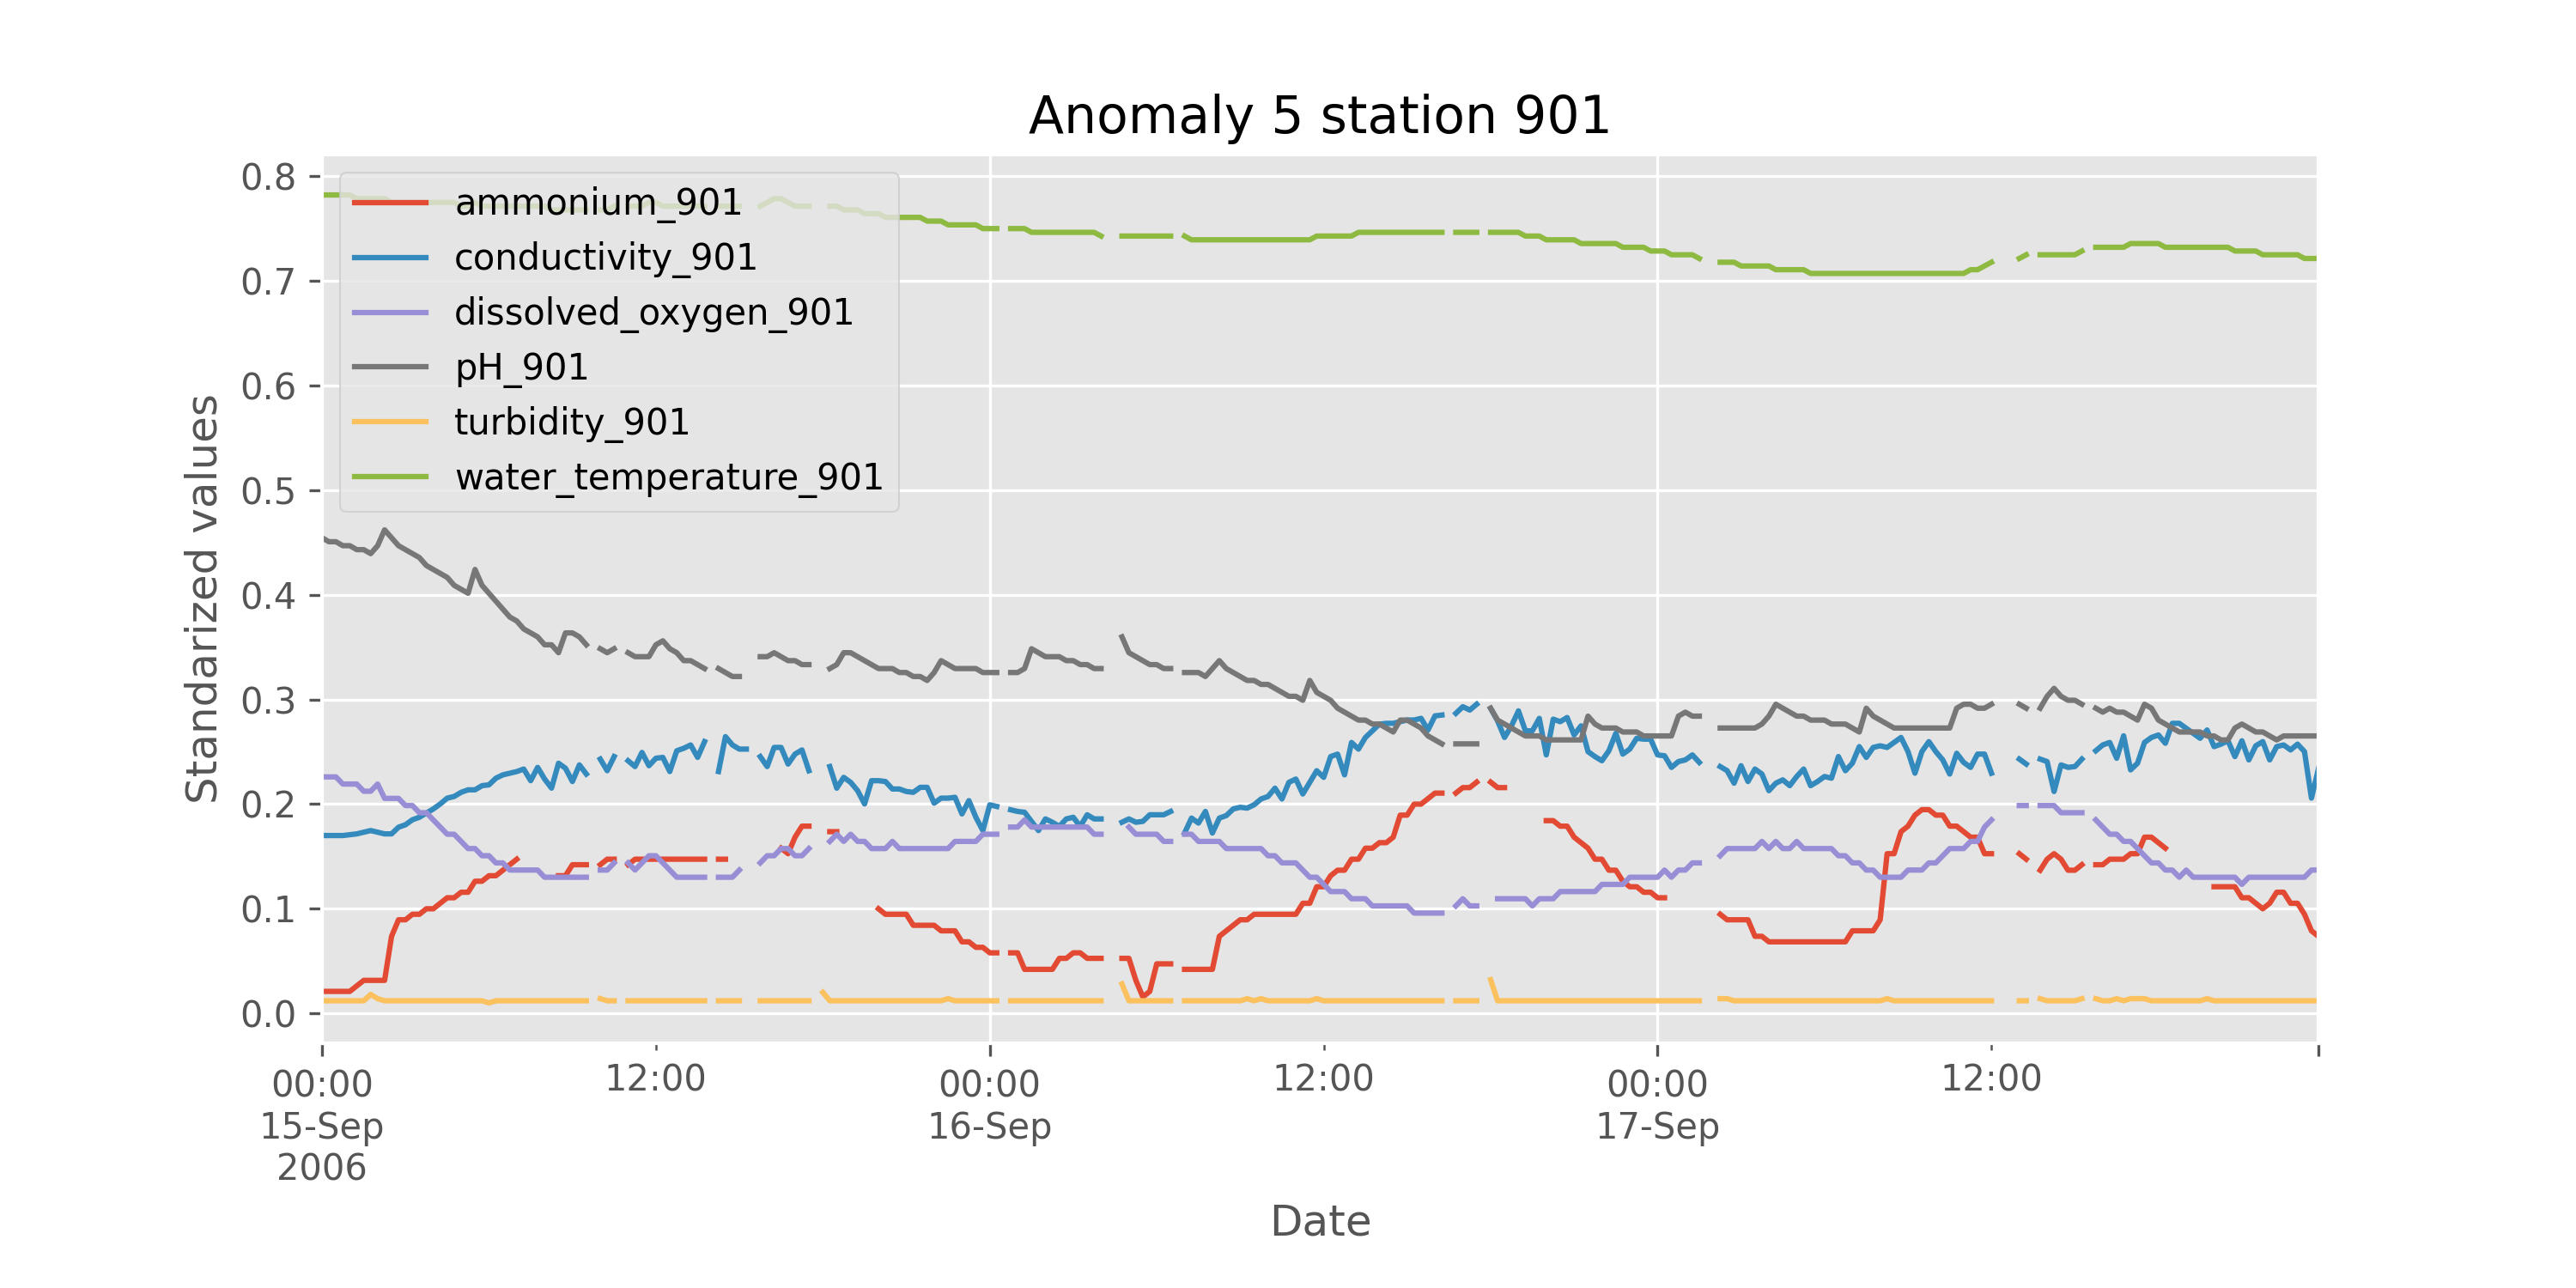 Anomaly 5 station 901
0.8
0.7
0.6
0.5
0.4
0.3
0.2
0.1
0.0
Standarized values
ammonium_901
conductivity_901
dissolved_oxygen_901
pH_901
turbidity_901
water_temperature_901
00:00 12:00 00:00 12:00 00:00 12:00
15-Sep 16-Sep 17-Sep
2006
Date